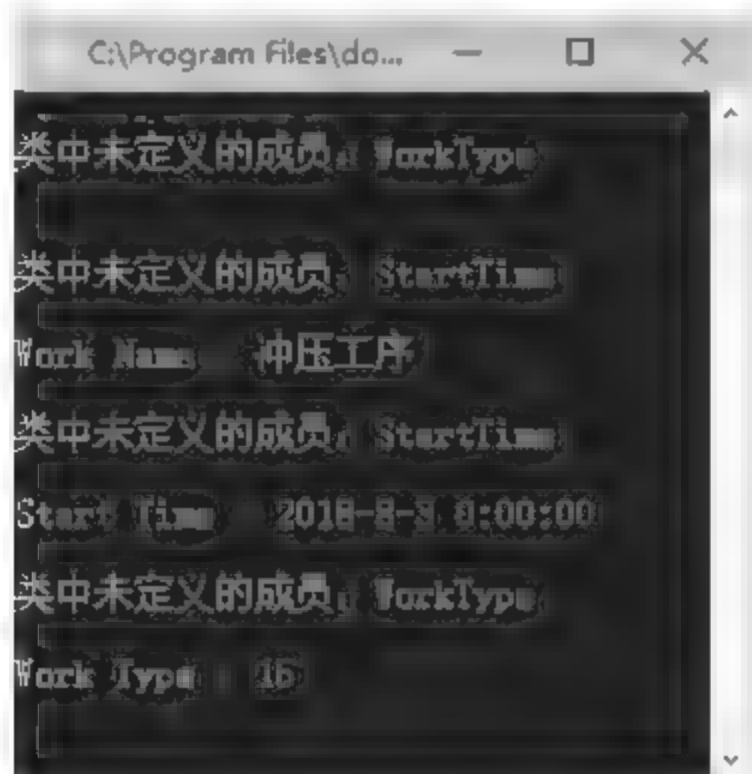 C:\Program Files\do...
类中未定义的成员: WorkType
类中未定义的成员: StartTime
Work Name : 冲压工序
类中未定义的成员: StartTime
Start Time : 2018-8-3 0:00:00
类中未定义的成员: WorkType
Work Type : 16